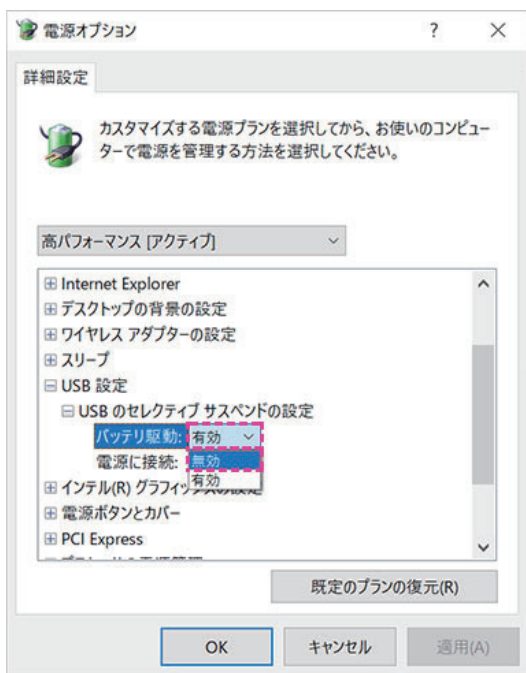 電源オプション
?
詳細設定
カスタマイズする電源プランを選択してから、お使いのコンピュー
ターで電源を管理する方法を選択してください。
高パフォーマンス [アクティブ]
Internet Explorer
デスクトップの背景の設定
ワイヤレス アダプターの設定
スリープ
USB 設定
USB のセレクティブ サスペンドの設定
バッテリ駆動: 有効
電源に接続: 無効
有効
インテル(R) グラフィックスの設定
電源ボタンとカバー
PCI Express
既定のプランの復元(R)
OK キャンセル 適用(A)